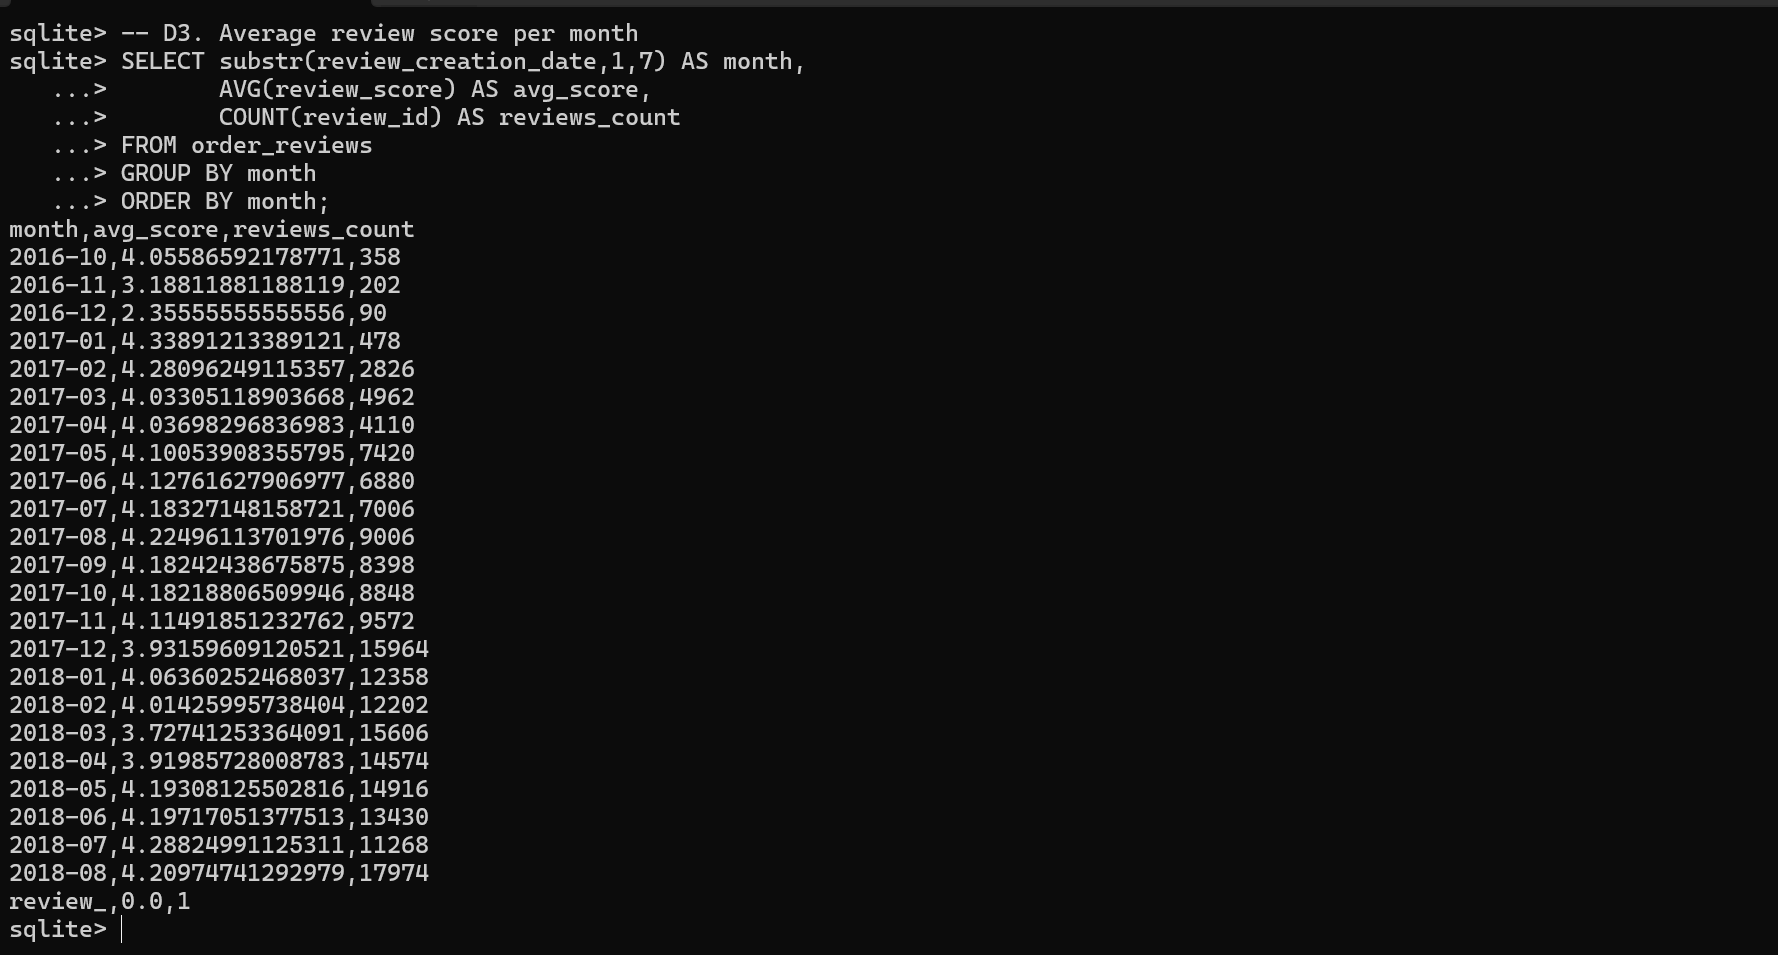 sqlite> -- D3. Average review score per month
sqlite> SELECT substr(review_creation_date,1,7) AS month,
   ...>        AVG(review_score) AS avg_score,
   ...>        COUNT(review_id) AS reviews_count
   ...> FROM order_reviews
   ...> GROUP BY month
   ...> ORDER BY month;
month,avg_score,reviews_count
2016-10,4.05586592178771,358
2016-11,3.18811881188119,202
2016-12,2.35555555555556,90
2017-01,4.33891213389121,478
2017-02,4.28096249115357,2826
2017-03,4.03305118903668,4962
2017-04,4.03698296836983,4110
2017-05,4.10053908355795,7420
2017-06,4.12761627906977,6880
2017-07,4.18327148158721,7006
2017-08,4.22496113701976,9006
2017-09,4.18242438675875,8398
2017-10,4.18218806509946,8848
2017-11,4.11491851232762,9572
2017-12,3.93159609120521,15964
2018-01,4.06360252468037,12358
2018-02,4.01425995738404,12202
2018-03,3.72741253364091,15606
2018-04,3.91985728008783,14574
2018-05,4.19308125502816,14916
2018-06,4.19717051377513,13430
2018-07,4.28824991125311,11268
2018-08,4.20974741292979,17974
review_,0.0,1
sqlite>